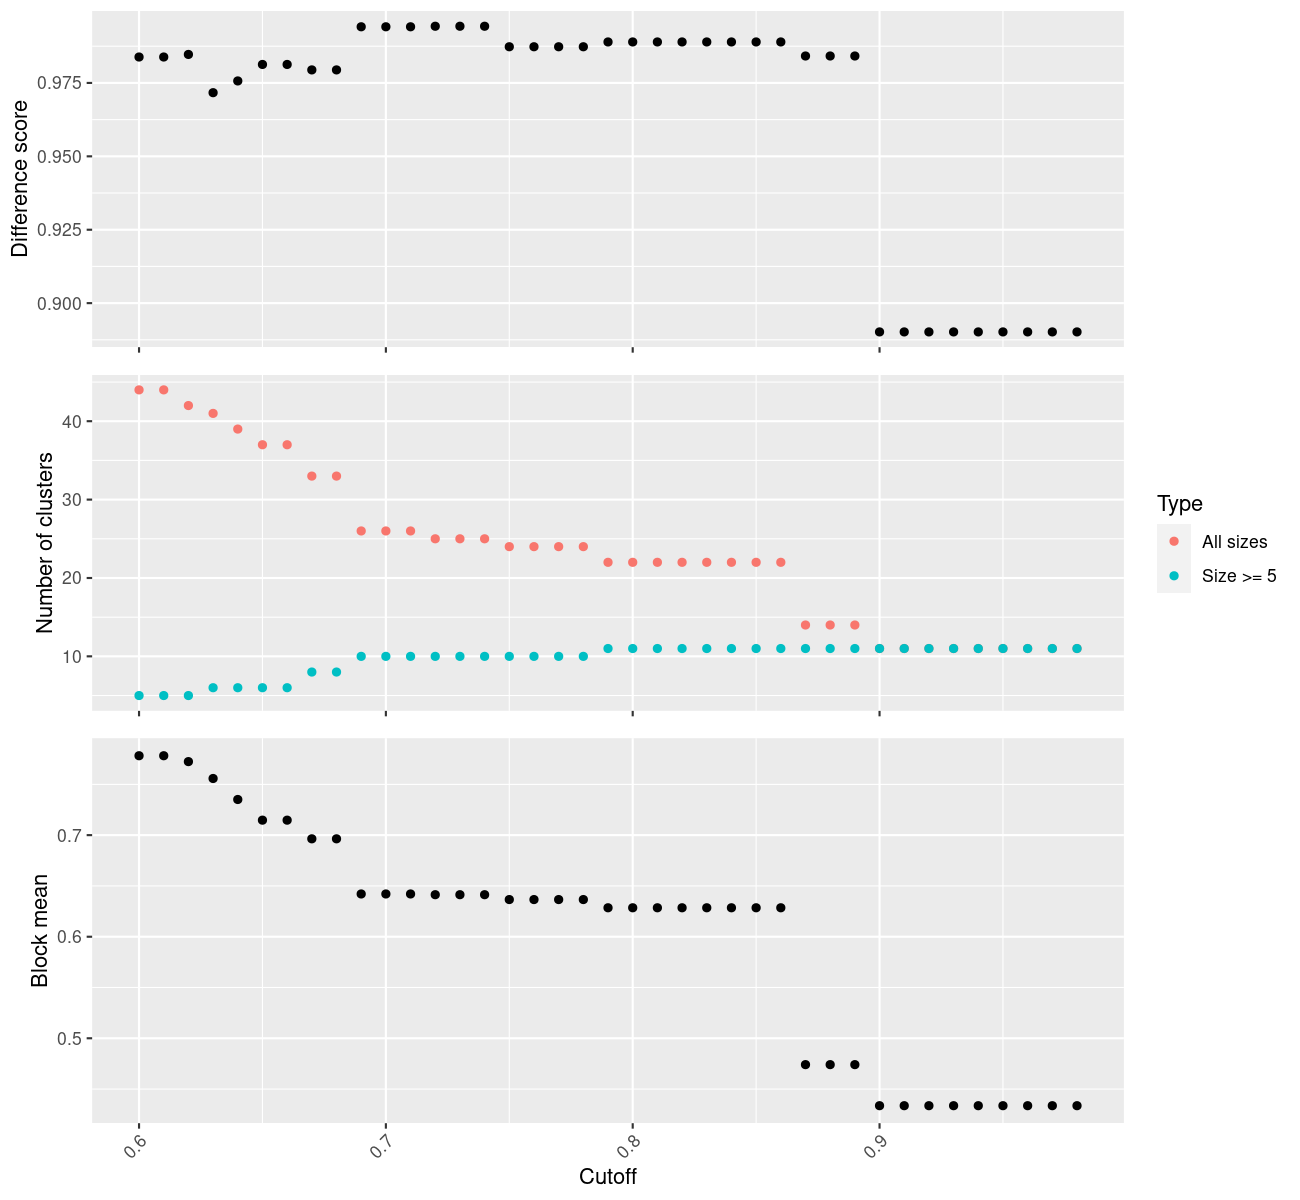 Difference score
0.975
0.950
0.925
0.900
Number of clusters
40
30
20
10
Type
All sizes
Size >= 5
Block mean
0.7
0.6
0.5
0.6
0.7
0.8
0.9
Cutoff